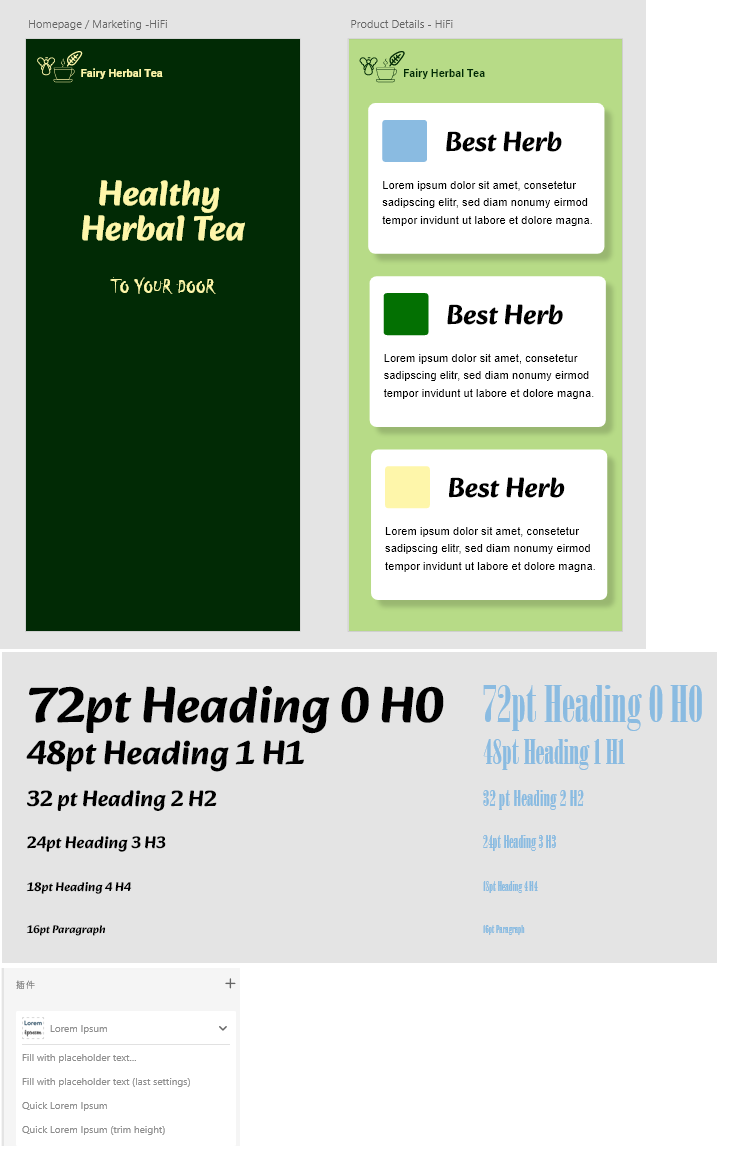 Homepage / Marketing -HiFi
Fairy Herbal Tea
Healthy
Herbal Tea
TO YOUR DOOR
Product Details - HiFi
Fairy Herbal Tea
Best Herb
Lorem ipsum dolor sit amet, consetetur
sadipscing elitr, sed diam nonumy eirmod
tempor invidunt ut labore et dolore magna.
Best Herb
Lorem ipsum dolor sit amet, consetetur
sadipscing elitr, sed diam nonumy eirmod
tempor invidunt ut labore et dolore magna.
Best Herb
Lorem ipsum dolor sit amet, consetetur
sadipscing elitr, sed diam nonumy eirmod
tempor invidunt ut labore et dolore magna.
72pt Heading 0 H0
48pt Heading 1 H1
32 pt Heading 2 H2
24pt Heading 3 H3
18pt Heading 4 H4
16pt Paragraph
72pt Heading 0 H0
48pt Heading 1 H1
32 pt Heading 2 H2
24pt Heading 3 H3
18pt Heading 4 H4
16pt Paragraph
插件
Lorem
Ipsum
Lorem Ipsum
Fill with placeholder text...
Fill with placeholder text (last settings)
Quick Lorem Ipsum
Quick Lorem Ipsum (trim height)